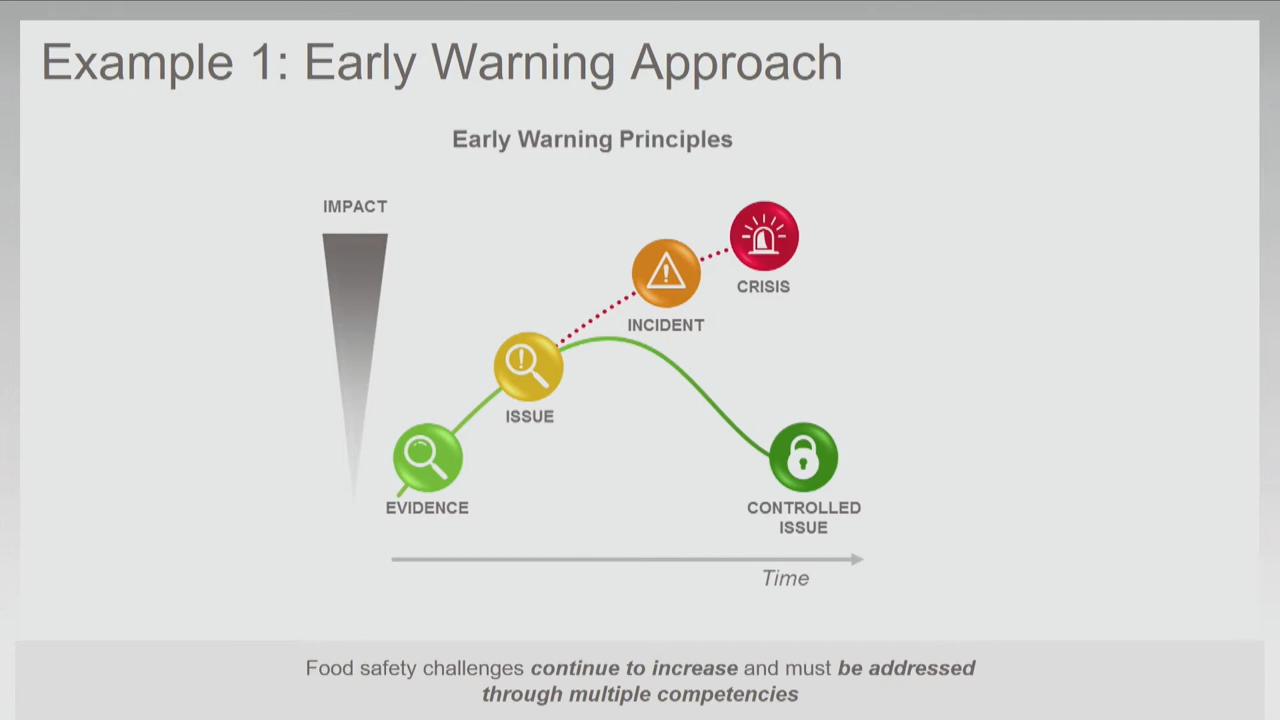 Example 1: Early Warning Approach
Early Warning Principles
IMPACT
CRISIS
INCIDENT
ISSUE
EVIDENCE
CONTROLLED
ISSUE
Time
Food safety challenges continue to increase and must be addressed
through multiple competencies